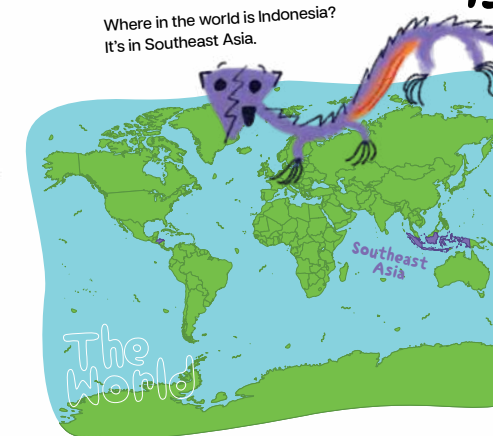 Where in the world is Indonesia?
It's in Southeast Asia.
Southeast
Asia
The
World